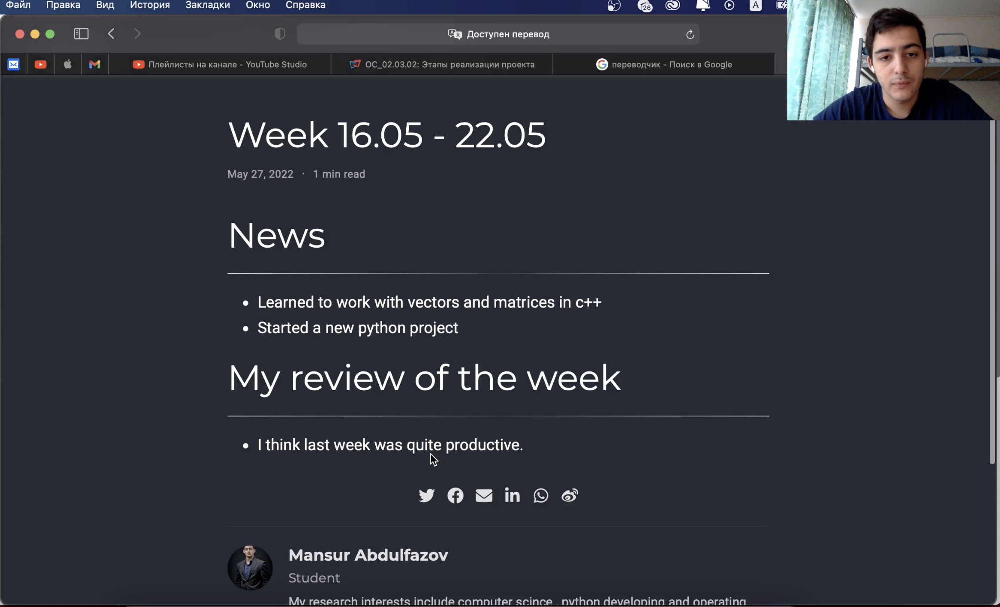 Файл Правка Вид История Закладки Окно Справка 26 A
Доступен перевод
Плейлисты на канале - YouTube Studio ОС_02.03.02: Этапы реализации проекта переводчик - Поиск в Google
Week 16.05 - 22.05
May 27, 2022 · 1 min read
News
Learned to work with vectors and matrices in c++
Started a new python project
My review of the week
I think last week was quite productive.
Mansur Abdulfazov
Student
My research interests include computer scince , python developing and operating